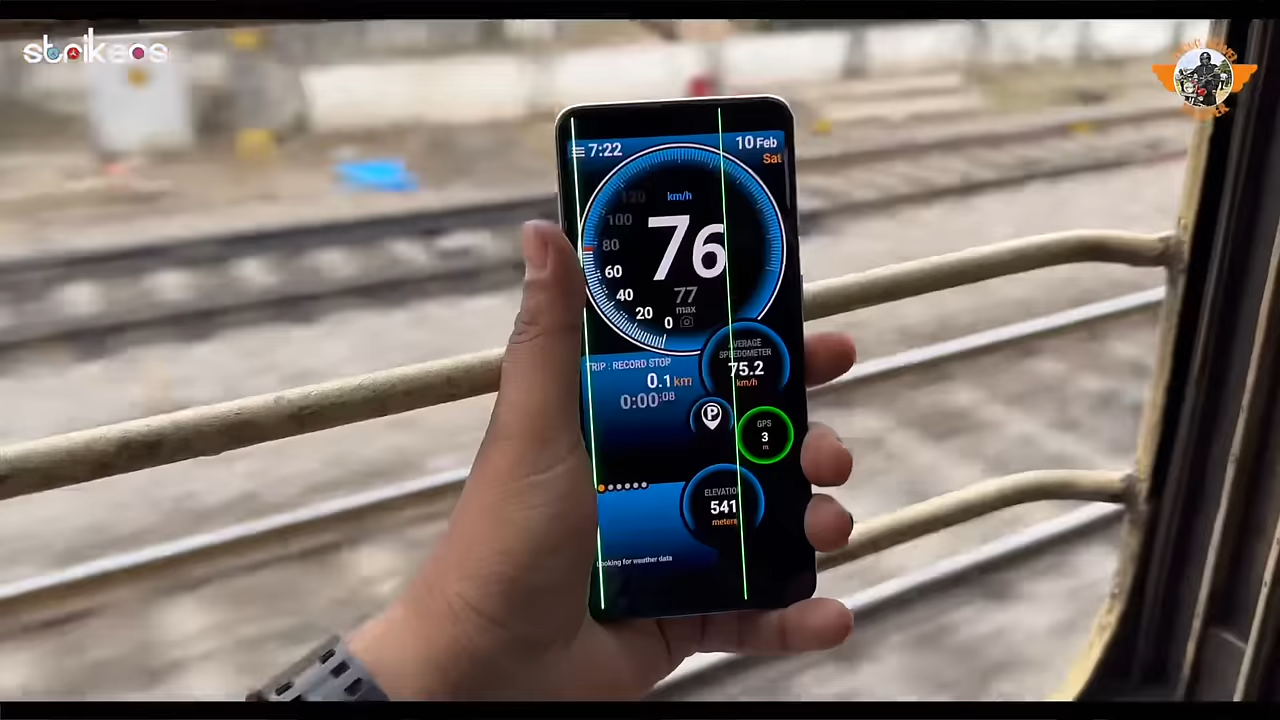 strikeos
7:22
10 Feb
Sat
120
km/h
100
80
60
40
20
0
76
77
max
AVERAGE
SPEEDOMETER
75.2
km/h
TRIP : RECORD STOP
0.1 km
0:00:08
P
GPS
3
m
ELEVATION
541
meters
Looking for weather data